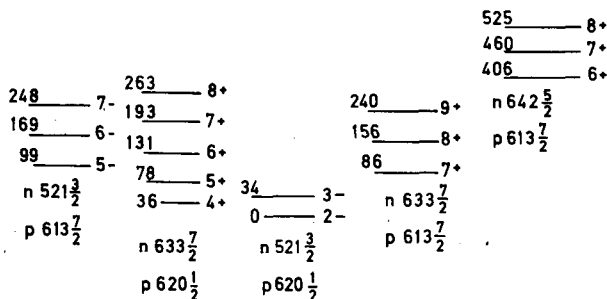 248 7-
169 6-
99 5-
n 521 3/2
p 613 7/2
263 8+
193 7+
131 6+
78 5+
36 4+
n 633 7/2
p 620 1/2
34 3-
0 2-
n 521 3/2
p 620 1/2
240 9+
156 8+
86 7+
n 633 7/2
p 613 7/2
525 8+
460 7+
406 6+
n 642 5/2
p 613 7/2